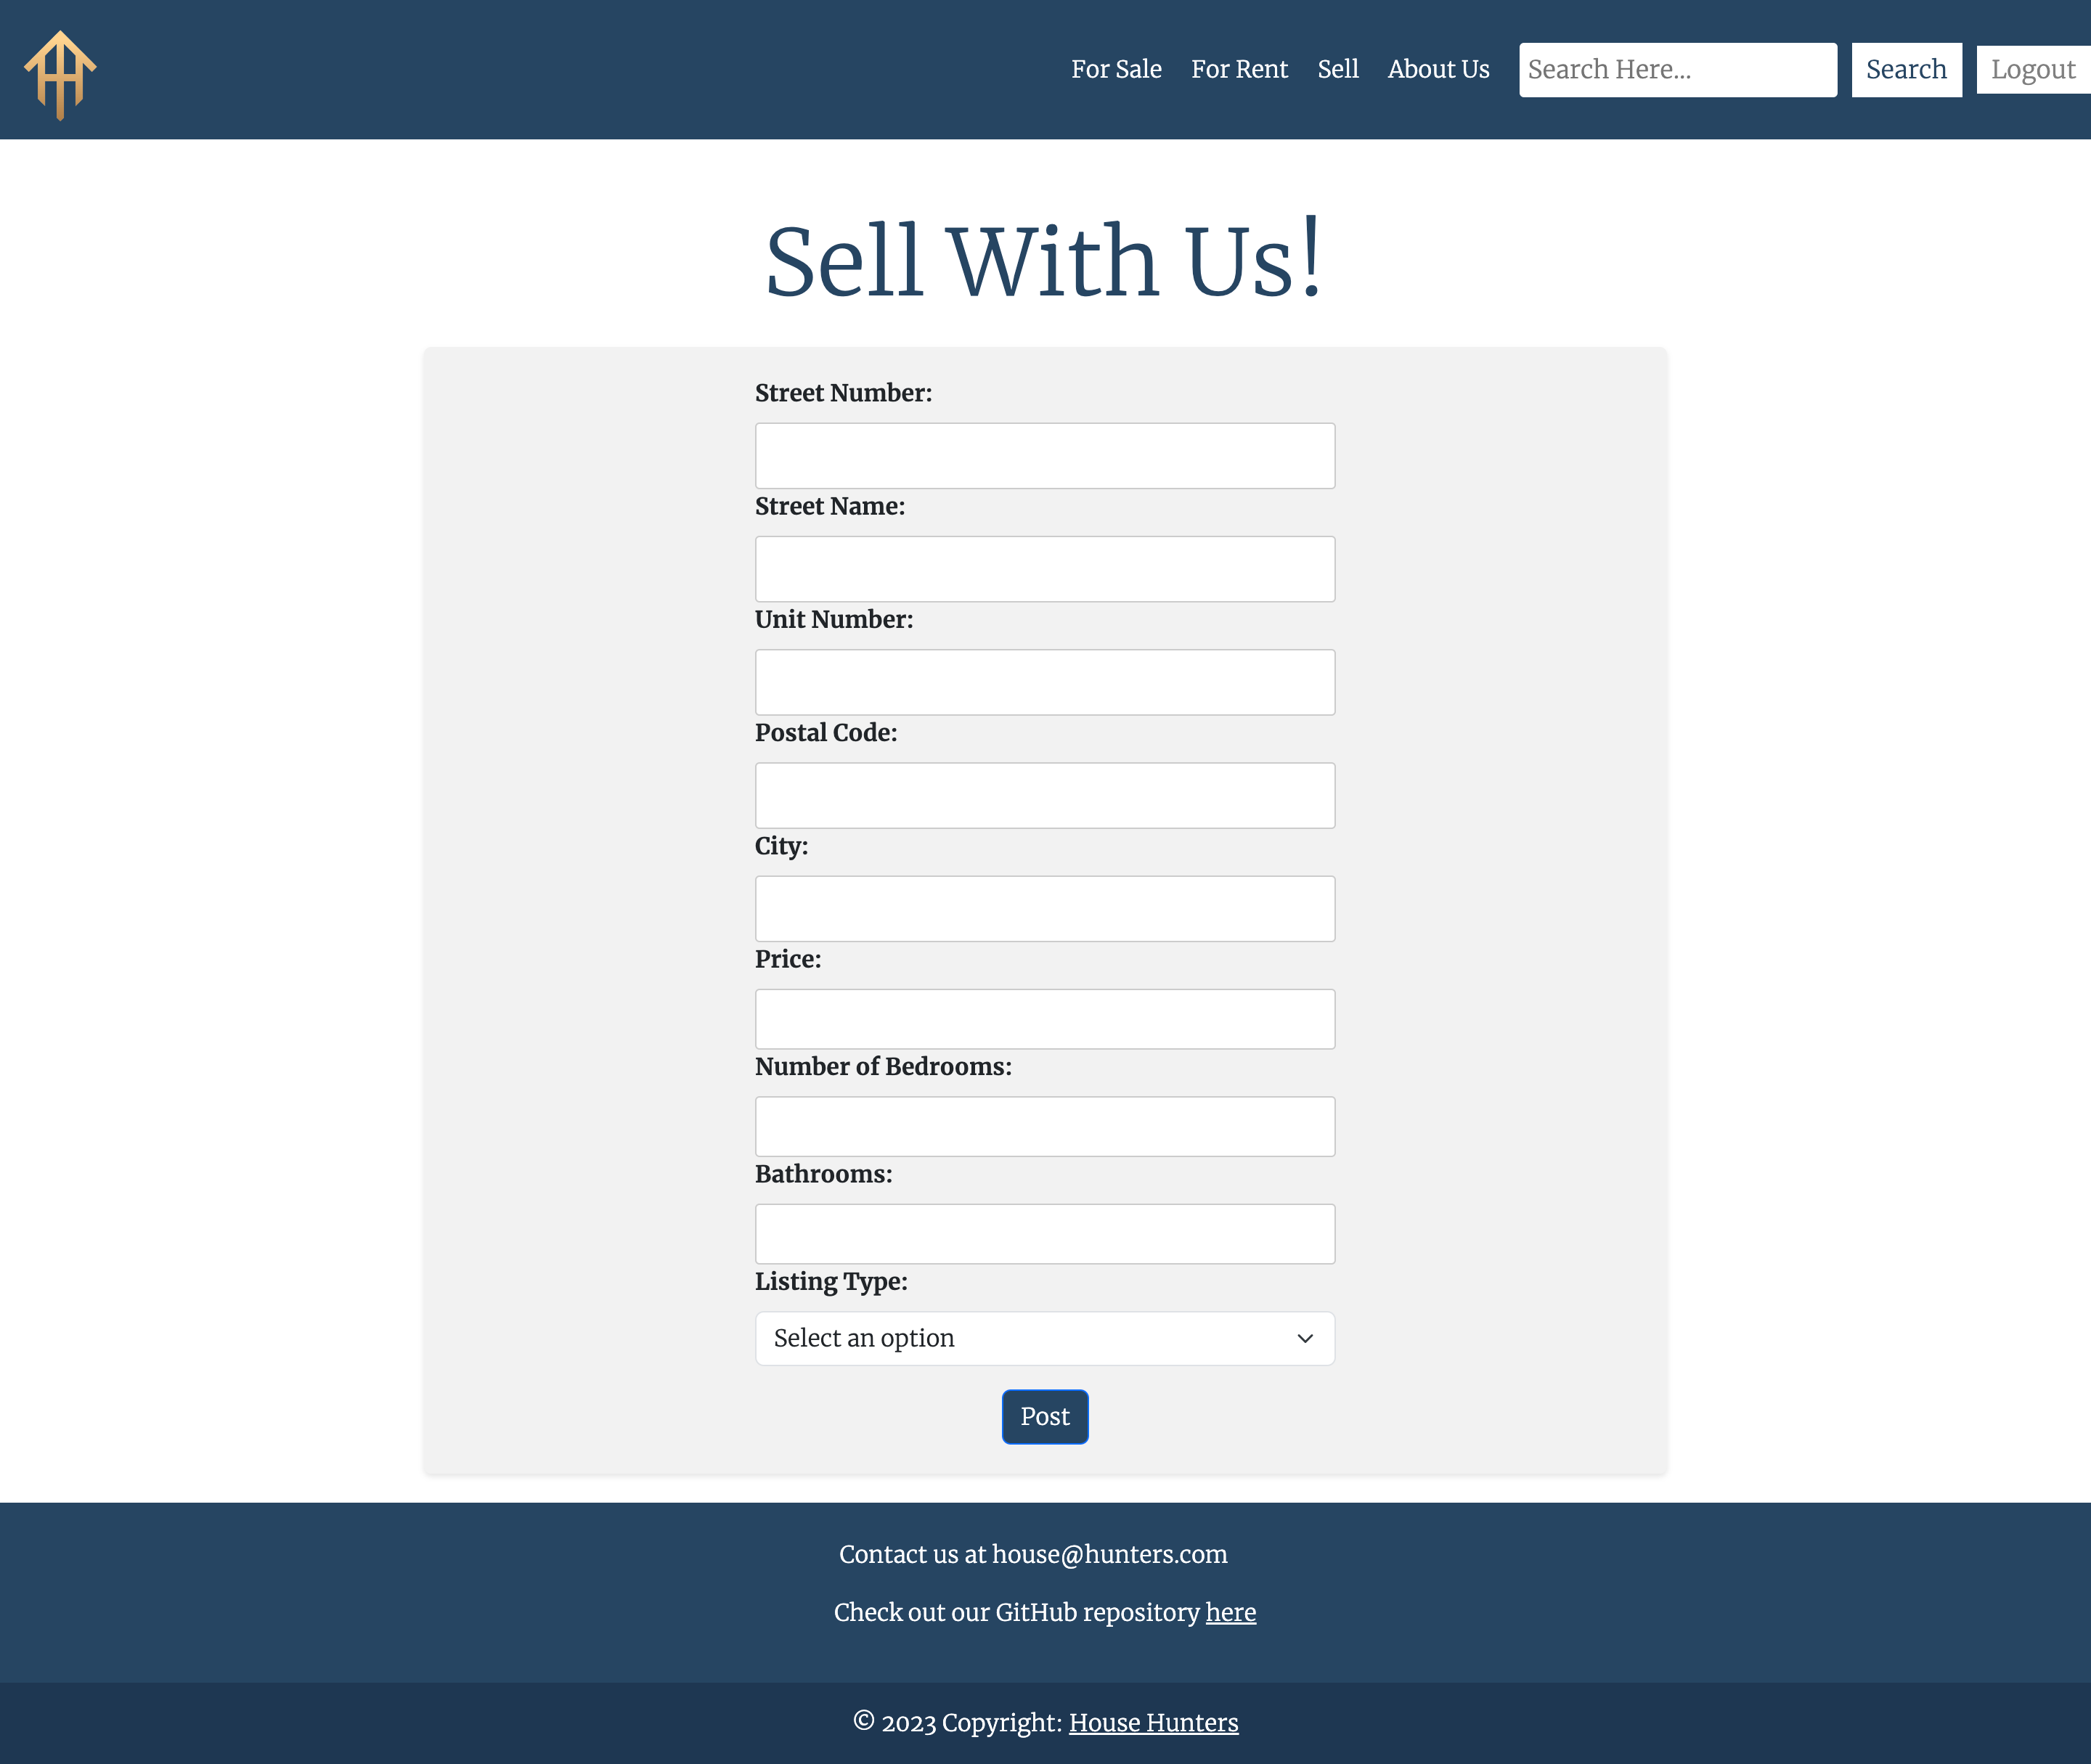 For Sale For Rent Sell About Us Search Here... Search Logout
Sell With Us!
Street Number:
Street Name:
Unit Number:
Postal Code:
City:
Price:
Number of Bedrooms:
Bathrooms:
Listing Type:
Select an option
Post
Contact us at house@hunters.com
Check out our GitHub repository here
© 2023 Copyright: House Hunters